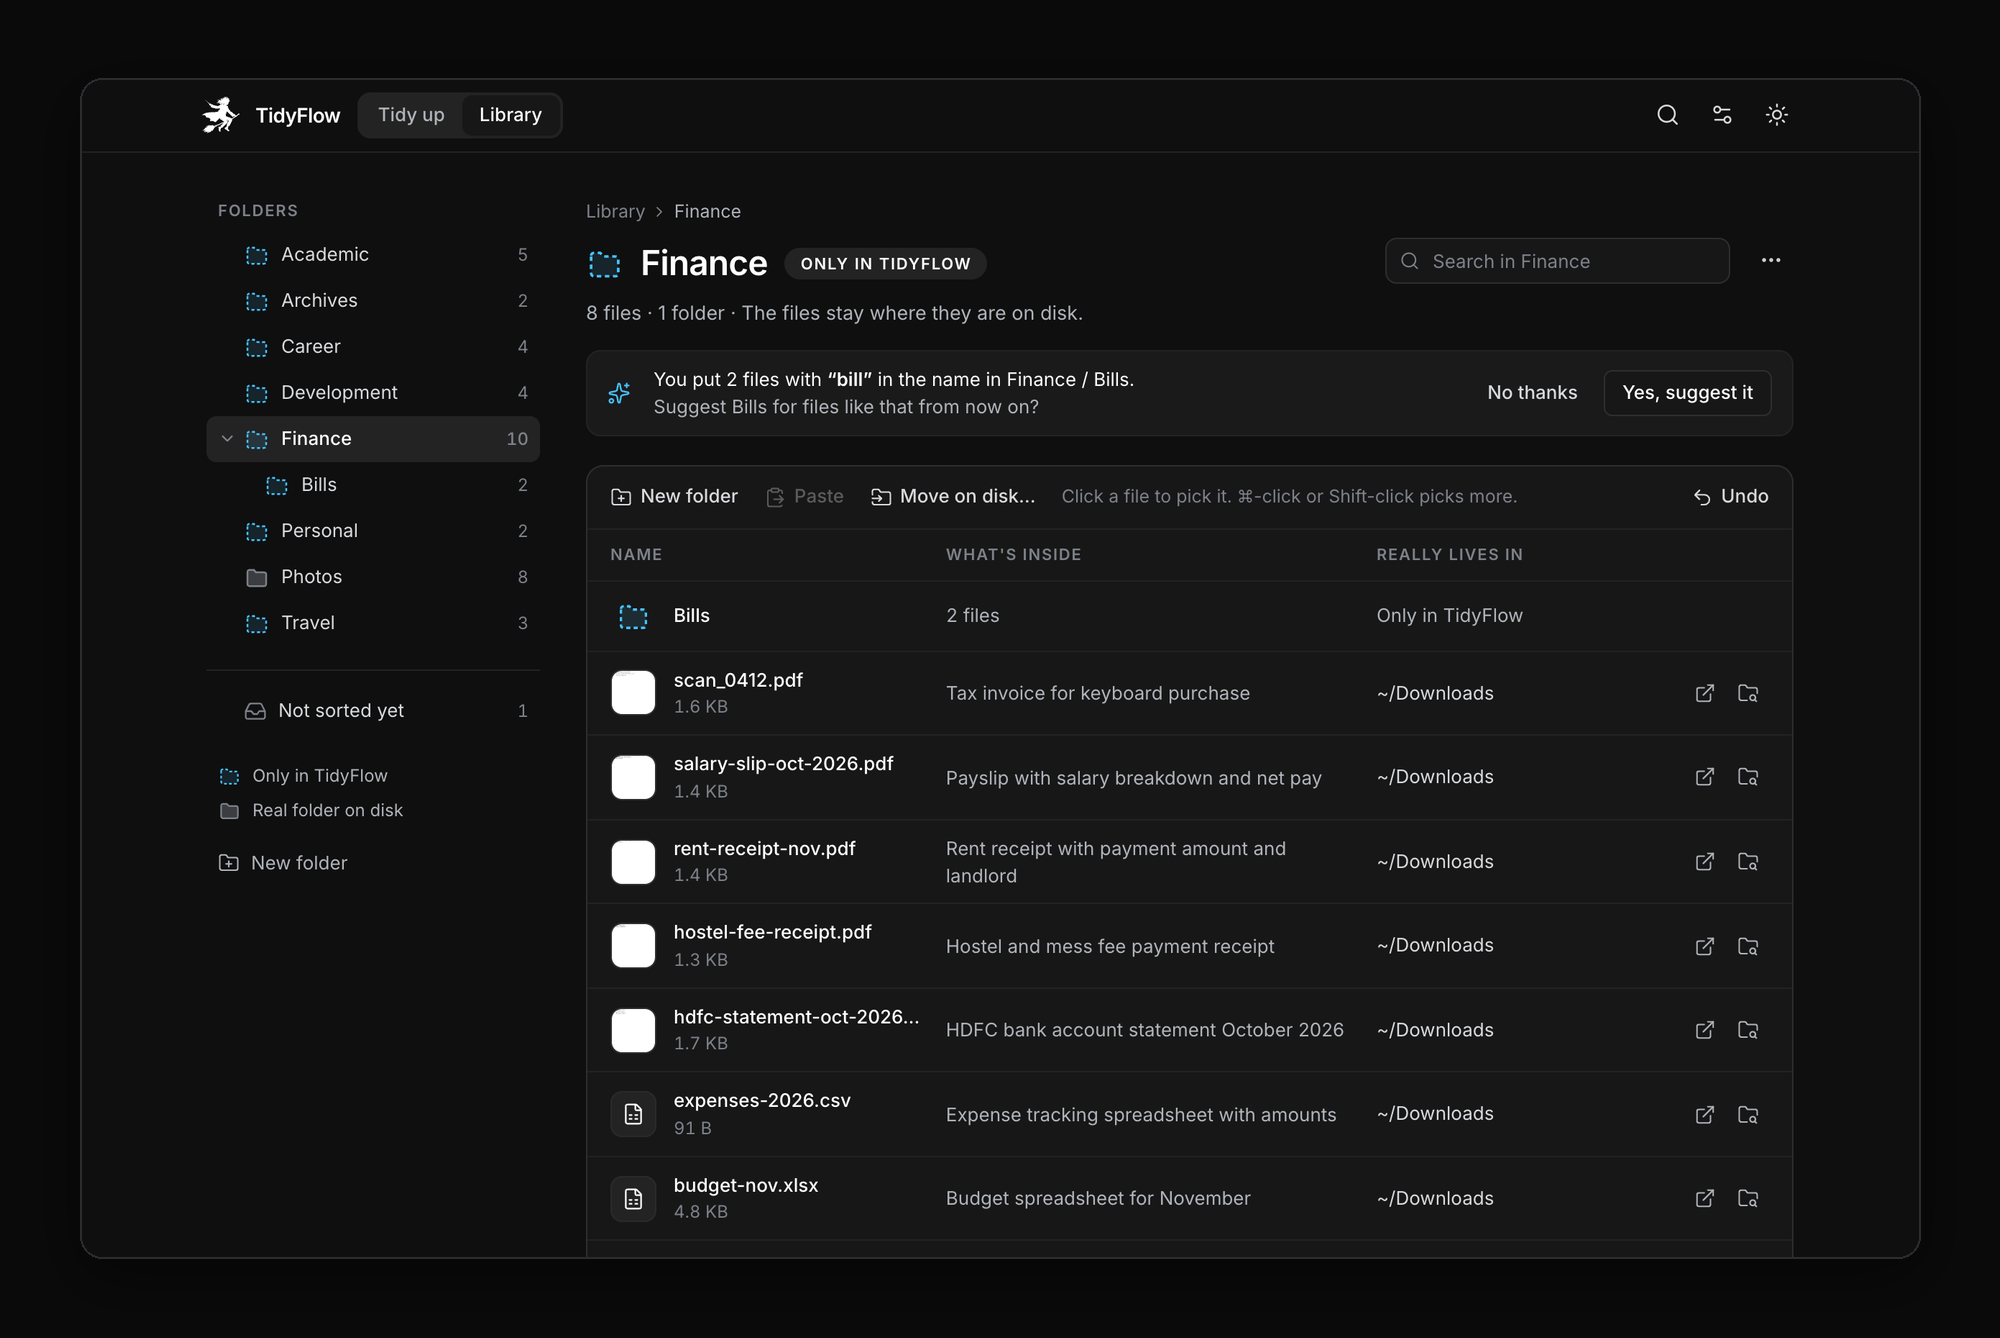 TidyFlow
Tidy up
Library
FOLDERS
Academic 5
Archives 2
Career 4
Development 4
Finance 10
Bills 2
Personal 2
Photos 8
Travel 3
Not sorted yet 1
Only in TidyFlow
Real folder on disk
New folder
Library > Finance
Finance
ONLY IN TIDYFLOW
Search in Finance
8 files · 1 folder · The files stay where they are on disk.
You put 2 files with “bill” in the name in Finance / Bills.
Suggest Bills for files like that from now on?
No thanks
Yes, suggest it
New folder
Paste
Move on disk...
Click a file to pick it. ⌘-click or Shift-click picks more.
Undo
NAME WHAT'S INSIDE REALLY LIVES IN
Bills 2 files Only in TidyFlow
scan_0412.pdf
1.6 KB
Tax invoice for keyboard purchase
~/Downloads
salary-slip-oct-2026.pdf
1.4 KB
Payslip with salary breakdown and net pay
~/Downloads
rent-receipt-nov.pdf
1.4 KB
Rent receipt with payment amount and
landlord
~/Downloads
hostel-fee-receipt.pdf
1.3 KB
Hostel and mess fee payment receipt
~/Downloads
hdfc-statement-oct-2026...
1.7 KB
HDFC bank account statement October 2026
~/Downloads
expenses-2026.csv
91 B
Expense tracking spreadsheet with amounts
~/Downloads
budget-nov.xlsx
4.8 KB
Budget spreadsheet for November
~/Downloads